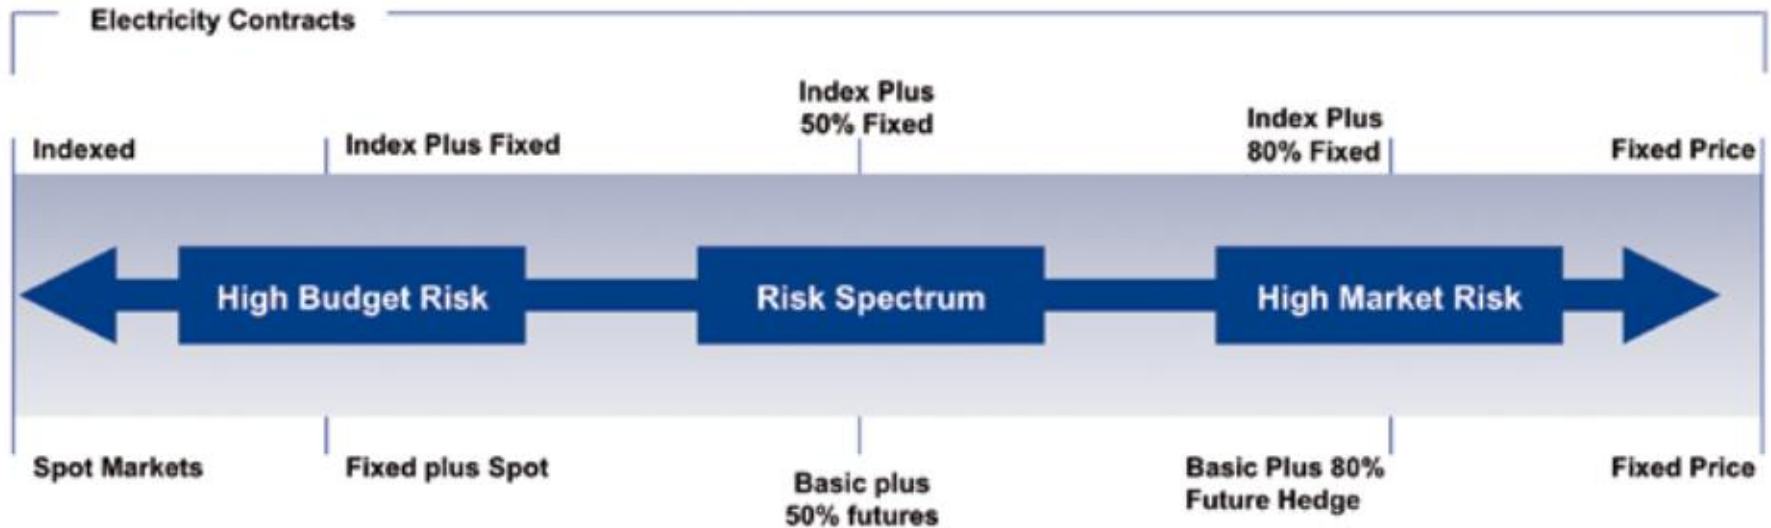 Electricity Contracts
Indexed
Index Plus Fixed
Index Plus
50% Fixed
Index Plus
80% Fixed
Fixed Price
High Budget Risk
Risk Spectrum
High Market Risk
Spot Markets
Fixed plus Spot
Basic plus
50% futures
Basic Plus 80%
Future Hedge
Fixed Price